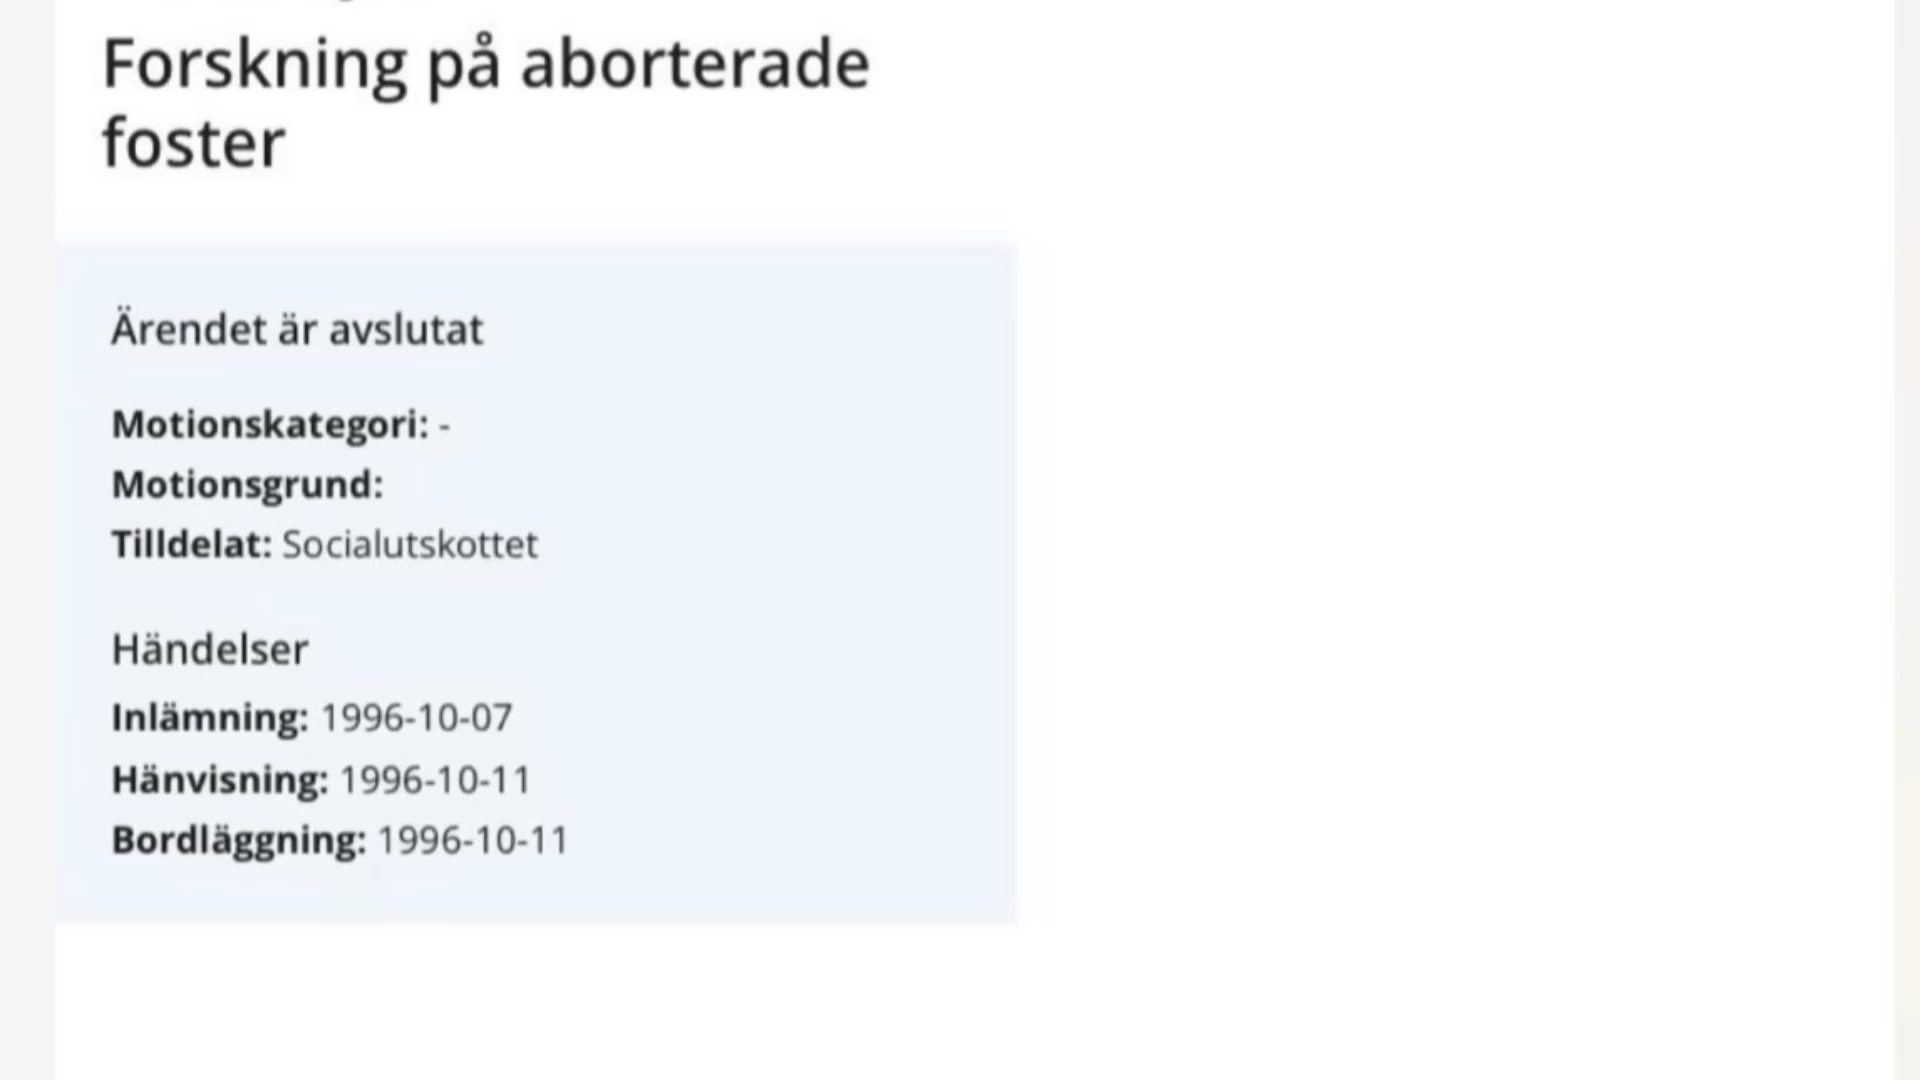 Forskning på aborterade
foster
Ärendet är avslutat
Motionskategori: -
Motionsgrund:
Tilldelat: Socialutskottet
Händelser
Inlämning: 1996-10-07
Hänvisning: 1996-10-11
Bordläggning: 1996-10-11